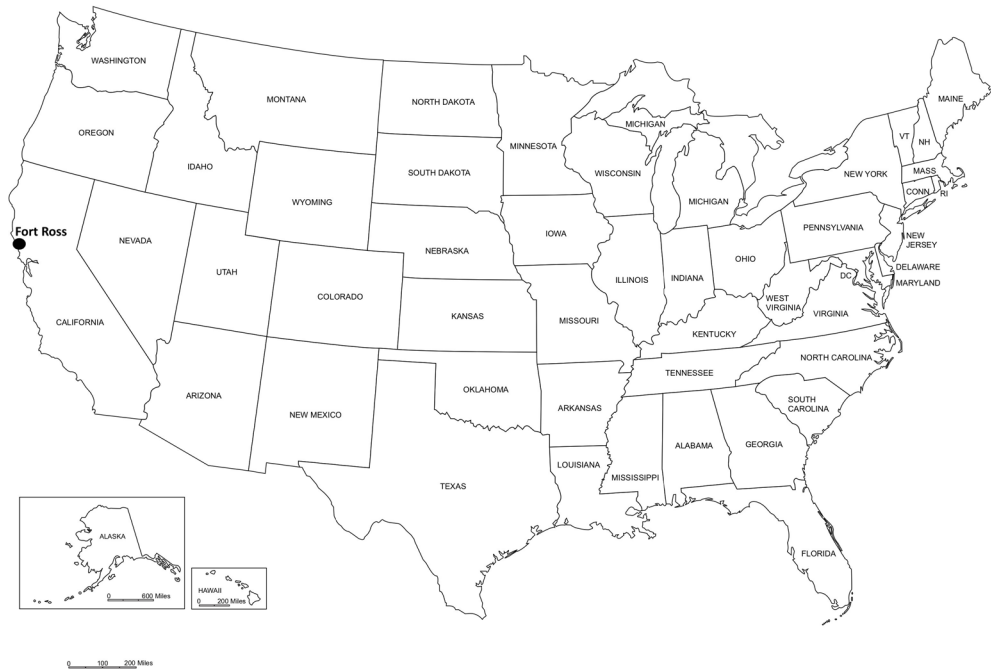 WASHINGTON
MONTANA
NORTH DAKOTA
MINNESOTA
MICHIGAN
MAINE
VT
NH
OREGON
IDAHO
SOUTH DAKOTA
WISCONSIN
MICHIGAN
NEW YORK
MASS
CONN
RI
WYOMING
Fort Ross
NEVADA
UTAH
NEBRASKA
IOWA
PENNSYLVANIA
NEW
JERSEY
COLORADO
KANSAS
ILLINOIS
INDIANA
OHIO
DC
DELAWARE
MARYLAND
WEST
VIRGINIA
VIRGINIA
CALIFORNIA
MISSOURI
KENTUCKY
NORTH CAROLINA
TENNESSEE
ARIZONA
NEW MEXICO
OKLAHOMA
ARKANSAS
SOUTH
CAROLINA
ALABAMA
GEORGIA
LOUISIANA
MISSISSIPPI
TEXAS
FLORIDA
ALASKA
0 600 Miles
HAWAII
0 200 Miles
0 100 200 Miles